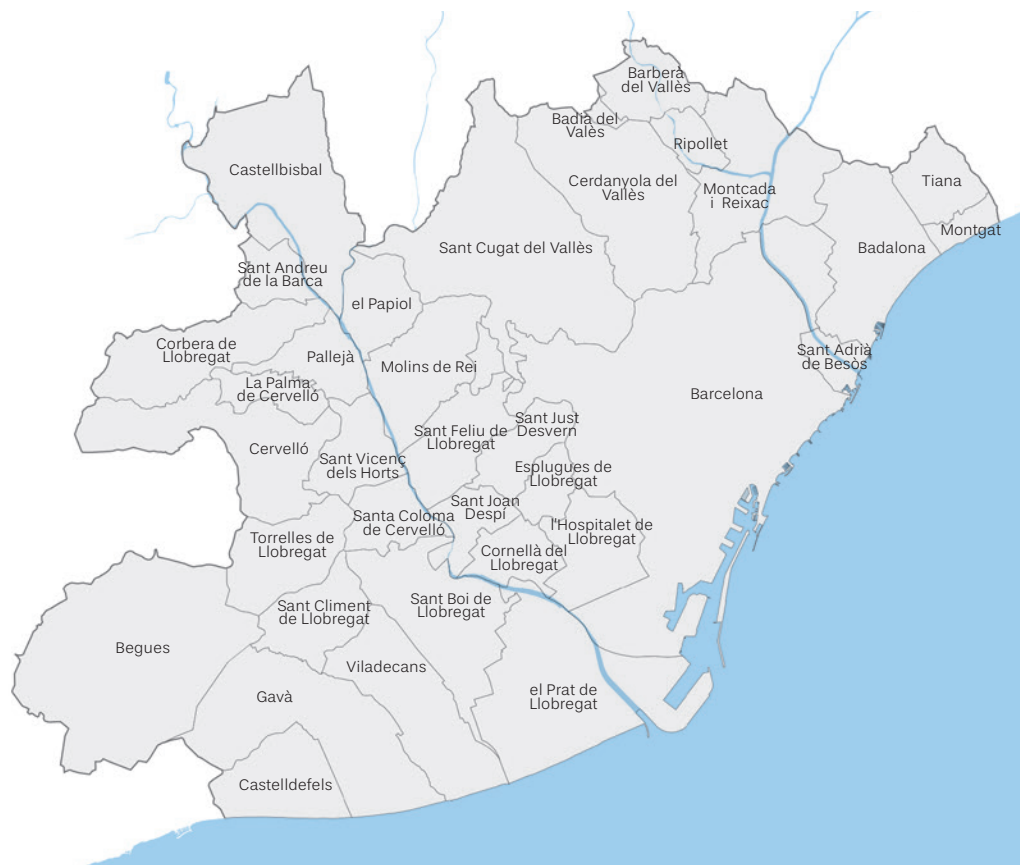 Barberà
del Vallès
Badia del
Valès
Ripollet
Castellbisbal
Cerdanyola del
Vallès
Montcada
i Reixac
Tiana
Montgat
Sant Cugat del Vallès
Badalona
Sant Andreu
de la Barca
el Papiol
Corbera de
Llobregat
Pallejà
Molins de Rei
Sant Adrià
de Besòs
La Palma
de Cervelló
Barcelona
Sant Just
Desvern
Sant Feliu de
Llobregat
Cervelló
Sant Vicenç
dels Horts
Esplugues de
Llobregat
Sant Joan
Despí
Santa Coloma
de Cervelló
l'Hospitalet de
Llobregat
Torrelles de
Llobregat
Cornellà del
Llobregat
Sant Climent
de Llobregat
Sant Boi de
Llobregat
Begues
Viladecans
Gavà
el Prat de
Llobregat
Castelldefels